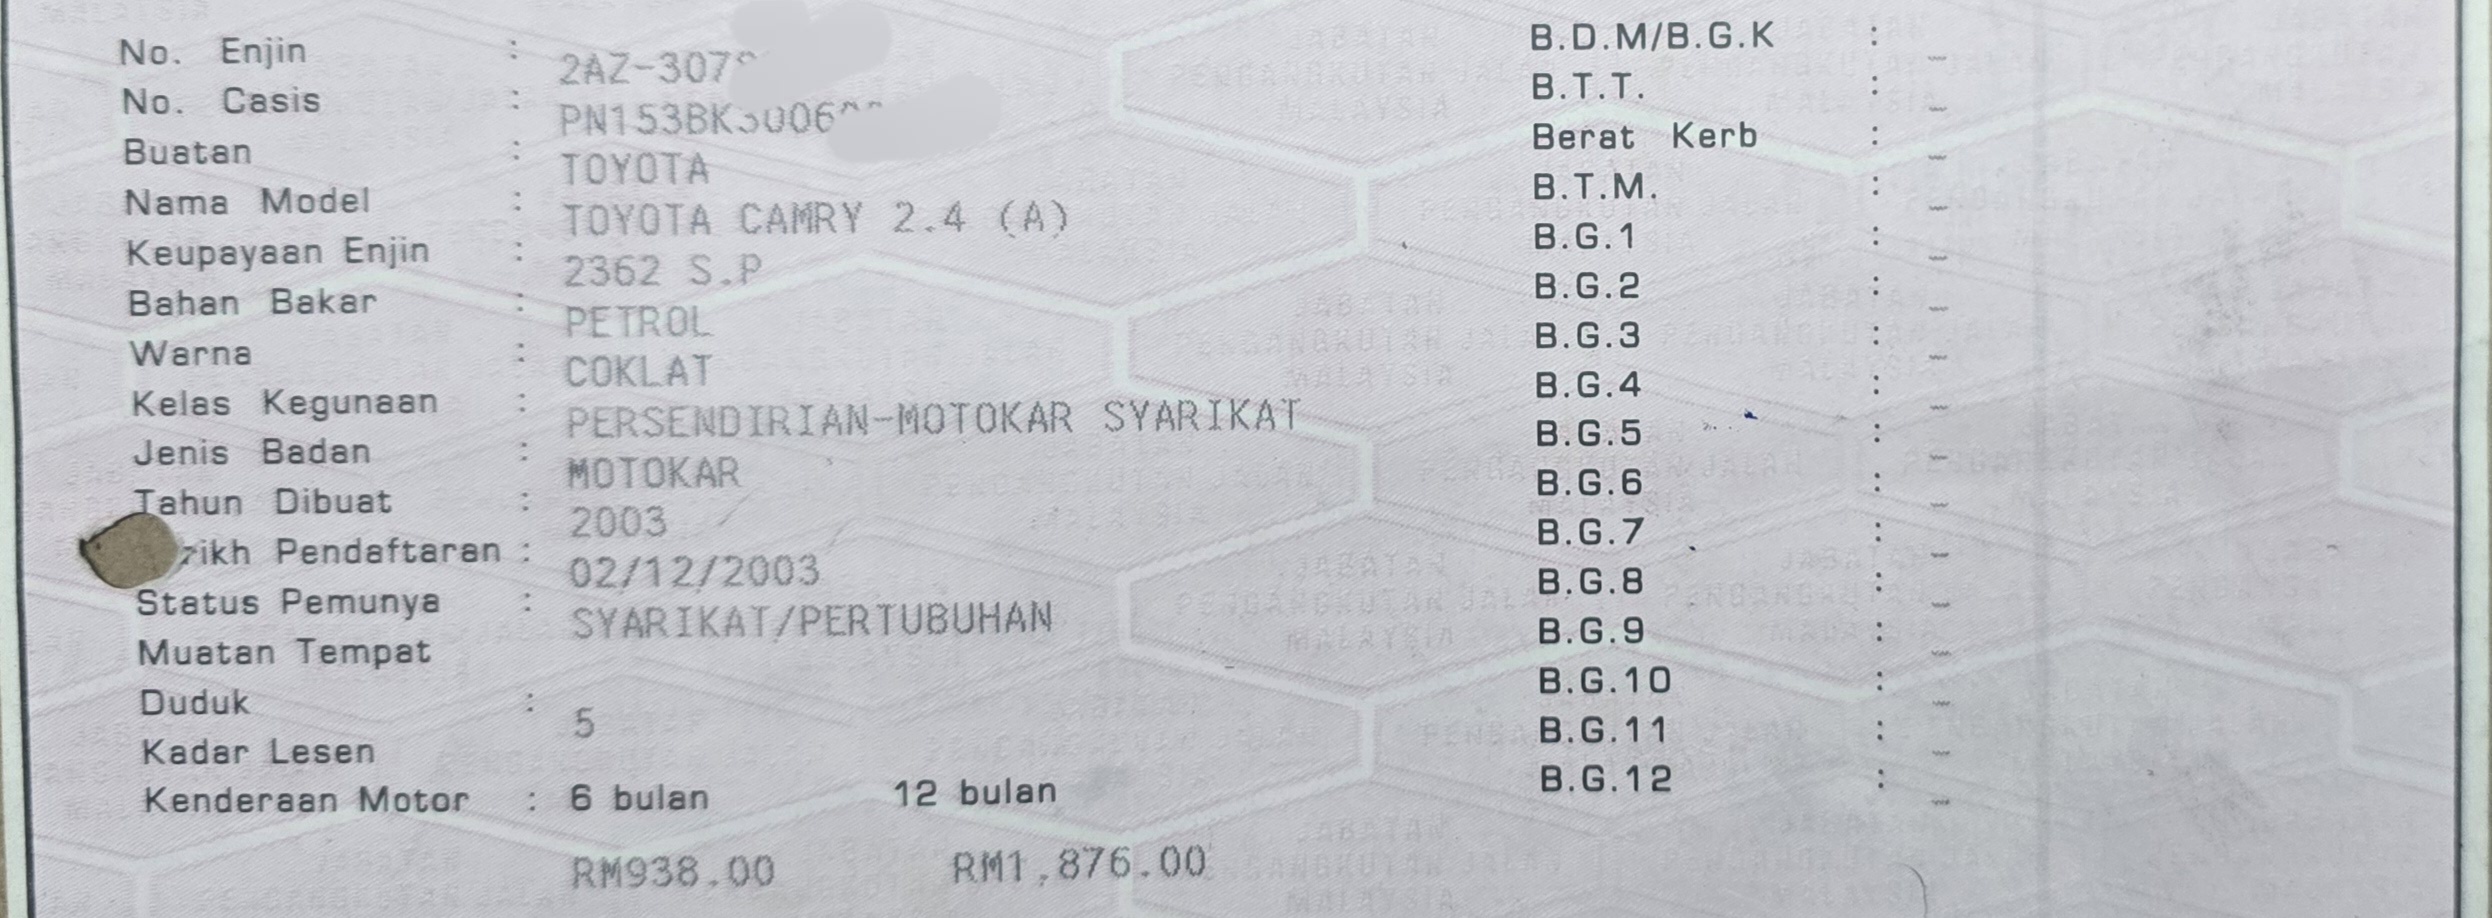 No. Enjin : 2AZ-307
No. Casis : PN153BK 006
Buatan : TOYOTA
Nama Model : TOYOTA CAMRY 2.4 (A)
Keupayaan Enjin : 2362 S.P
Bahan Bakar : PETROL
Warna : COKLAT
Kelas Kegunaan : PERSENDIRIAN-MOTOKAR SYARIKAT
Jenis Badan : MOTOKAR
Tahun Dibuat : 2003
rikh Pendaftaran : 02/12/2003
Status Pemunya : SYARIKAT/PERTUBUHAN
Muatan Tempat
Duduk : 5
Kadar Lesen
Kenderaan Motor : 6 bulan 12 bulan
RM938.00 RM1,876.00
B.D.M/B.G.K : -
B.T.T. : -
Berat Kerb : -
B.T.M. : -
B.G.1 : -
B.G.2 : -
B.G.3 : -
B.G.4 : -
B.G.5 : -
B.G.6 : -
B.G.7 : -
B.G.8 : -
B.G.9 : -
B.G.10 : -
B.G.11 : -
B.G.12 : -